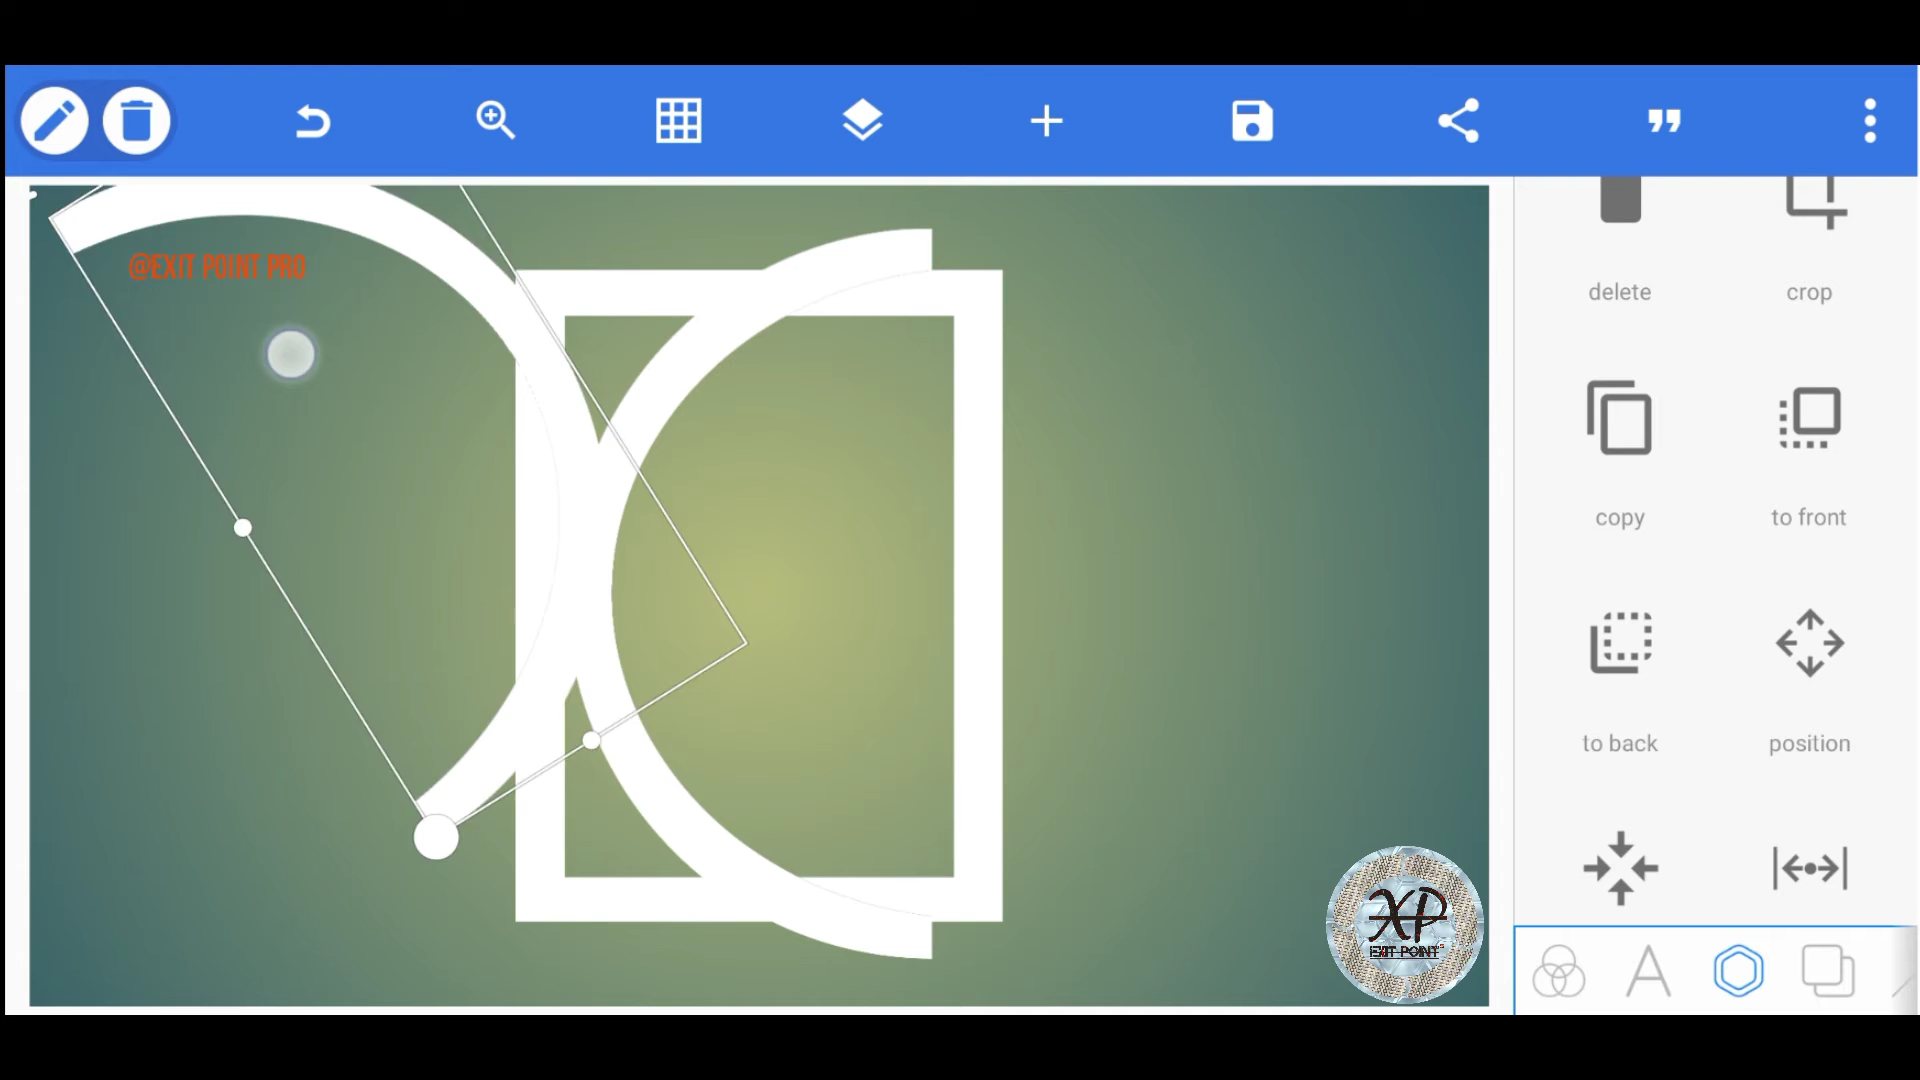 @EXIT POINT PRO
delete
crop
copy
to front
to back
position
XP
EXIT POINT